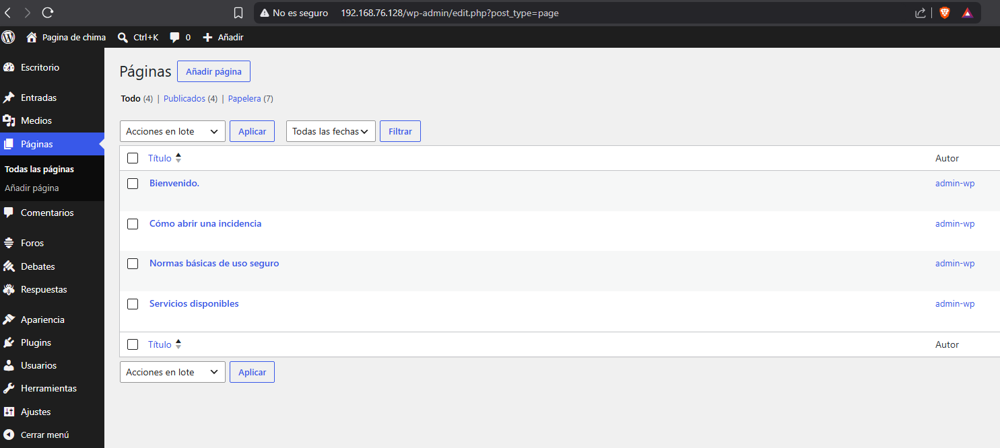 No es seguro 192.168.76.128/wp-admin/edit.php?post_type=page
Pagina de chima Ctrl+K 0 Añadir
Escritorio
Entradas
Medios
Páginas
Todas las páginas
Añadir página
Comentarios
Foros
Debates
Respuestas
Apariencia
Plugins
Usuarios
Herramientas
Ajustes
Cerrar menú
Páginas Añadir página
Todo (4) | Publicados (4) | Papelera (7)
Acciones en lote Aplicar Todas las fechas Filtrar
Título Autor
Bienvenido. admin-wp
Cómo abrir una incidencia admin-wp
Normas básicas de uso seguro admin-wp
Servicios disponibles admin-wp
Título Autor
Acciones en lote Aplicar